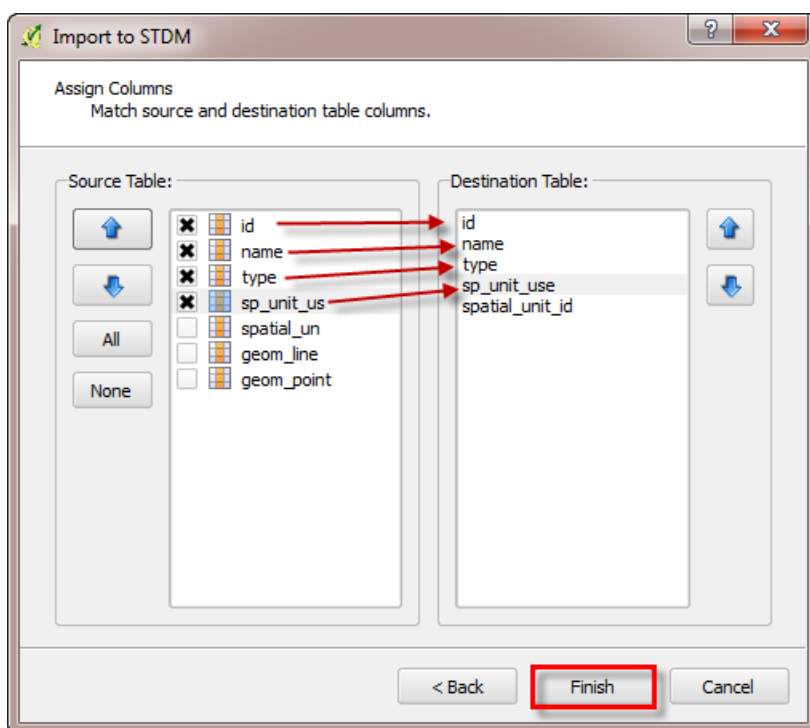 Import to STDM
?
X
Assign Columns
Match source and destination table columns.
Source Table:
All
None
id
name
type
sp_unit_us
spatial_un
geom_line
geom_point
Destination Table:
id
name
type
sp_unit_use
spatial_unit_id
< Back
Finish
Cancel